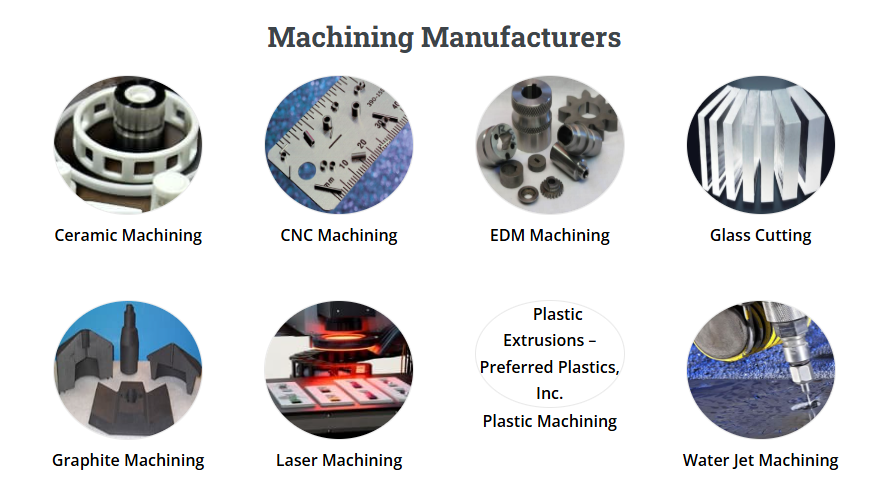 Machining Manufacturers
Ceramic Machining
CNC Machining
EDM Machining
Glass Cutting
Plastic
Extrusions –
Preferred Plastics,
Inc.
Graphite Machining
Laser Machining
Plastic Machining
Water Jet Machining